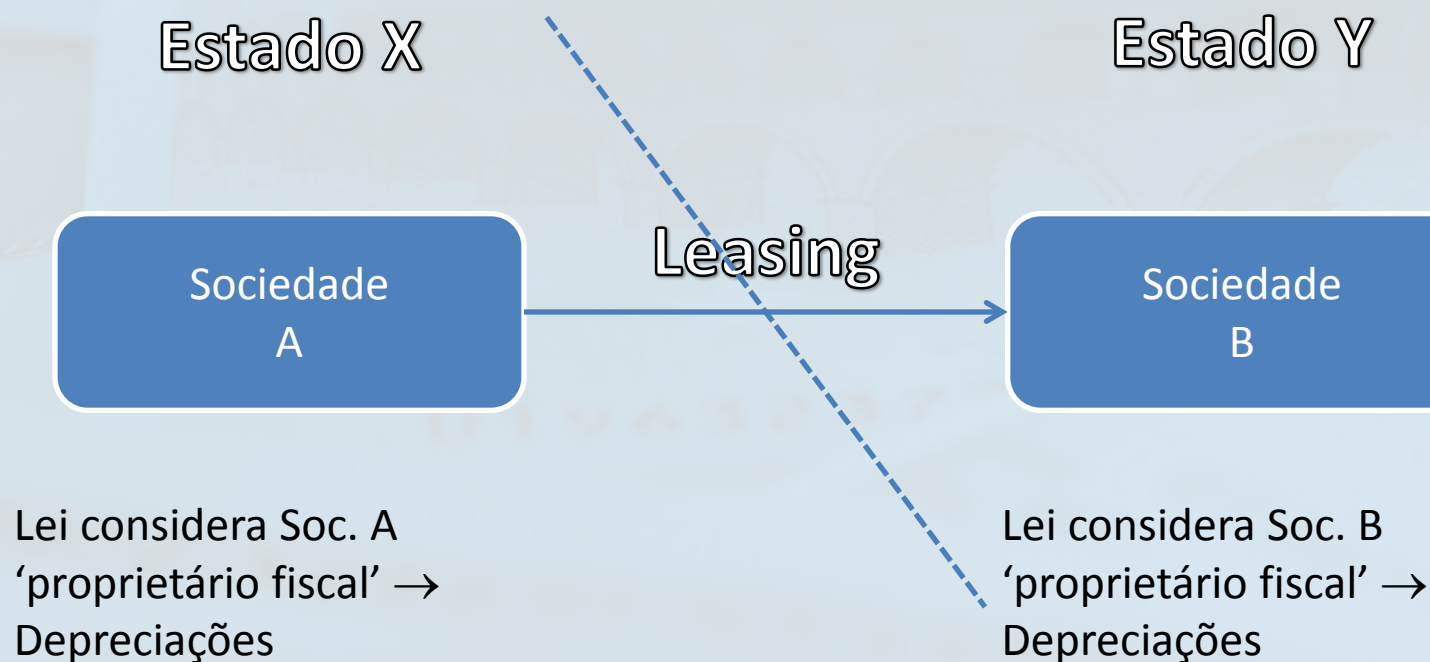 Estado X
Estado Y
Leasing
Sociedade
A
Sociedade
B
Lei considera Soc. A
‘proprietário fiscal’ →
Depreciações
Lei considera Soc. B
‘proprietário fiscal’ →
Depreciações